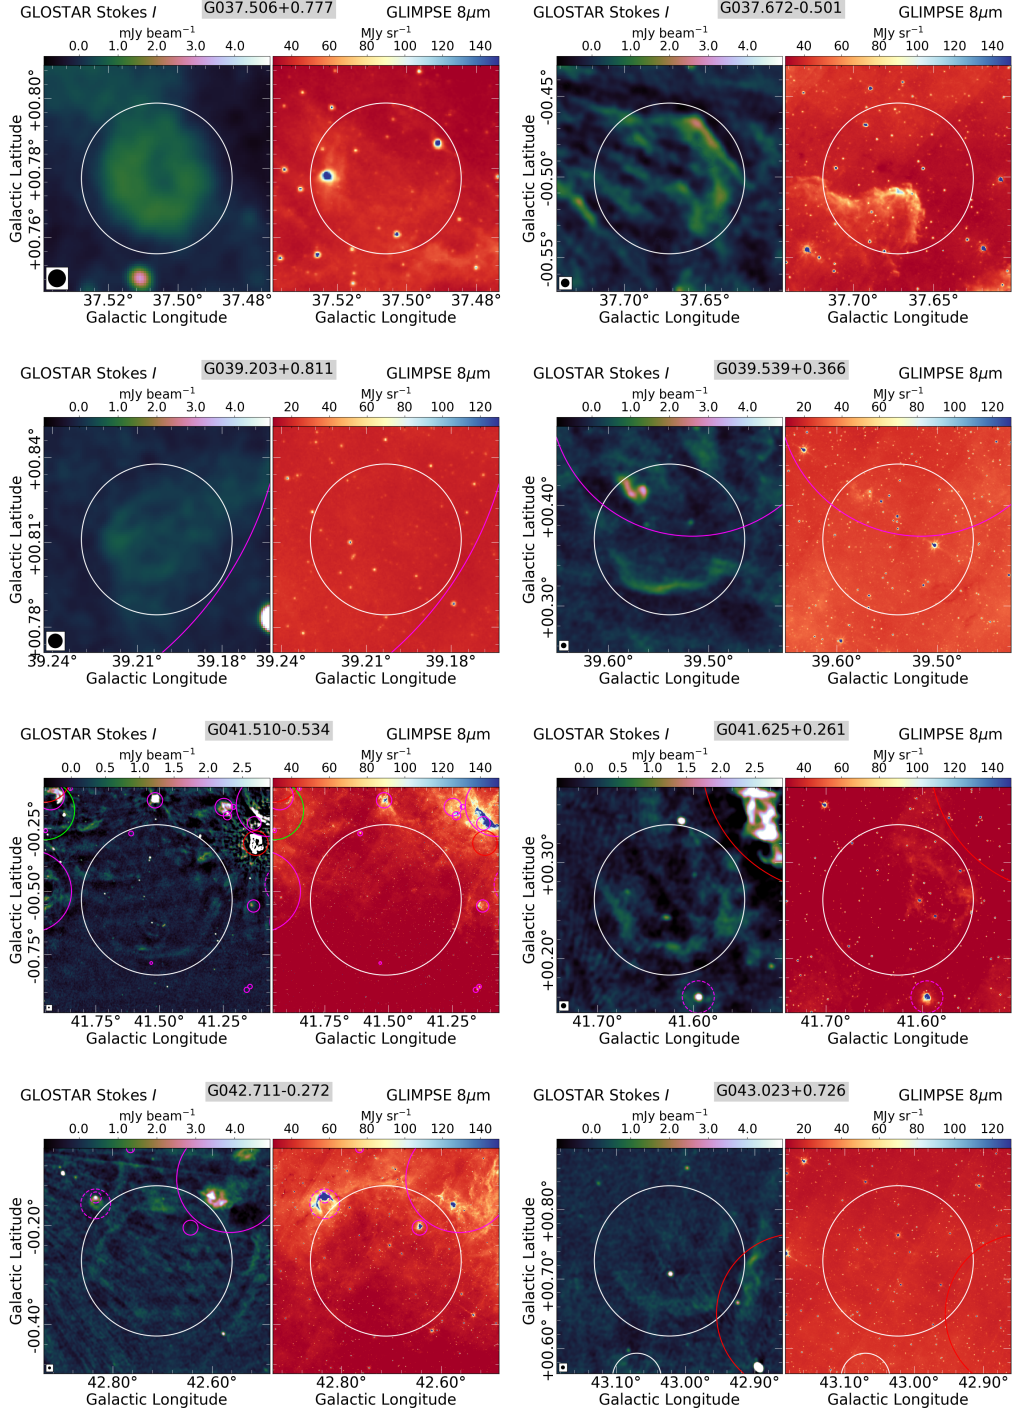 GLOSTAR Stokes I G037.506+0.777 GLIMPSE 8μm
mJy beam⁻¹ MJy sr⁻¹
0.0 1.0 2.0 3.0 4.0 40 60 80 100 120 140
Galactic Latitude
+00.80° +00.78° +00.76°
37.52° 37.50° 37.48° 37.52° 37.50° 37.48°
Galactic Longitude Galactic Longitude
GLOSTAR Stokes I G037.672-0.501 GLIMPSE 8μm
mJy beam⁻¹ MJy sr⁻¹
0.0 1.0 2.0 3.0 4.0 40 60 80 100 120 140
Galactic Latitude
-00.45° -00.50° -00.55°
37.70° 37.65° 37.70° 37.65°
Galactic Longitude Galactic Longitude
GLOSTAR Stokes I G039.203+0.811 GLIMPSE 8μm
mJy beam⁻¹ MJy sr⁻¹
0.0 1.0 2.0 3.0 4.0 20 40 60 80 100 120
Galactic Latitude
+00.84° +00.81° +00.78°
39.24° 39.21° 39.18° 39.24° 39.21° 39.18°
Galactic Longitude Galactic Longitude
GLOSTAR Stokes I G039.539+0.366 GLIMPSE 8μm
mJy beam⁻¹ MJy sr⁻¹
0.0 1.0 2.0 3.0 4.0 20 40 60 80 100 120
Galactic Latitude
+00.40° +00.30°
39.60° 39.50° 39.60° 39.50°
Galactic Longitude Galactic Longitude
GLOSTAR Stokes I G041.510-0.534 GLIMPSE 8μm
mJy beam⁻¹ MJy sr⁻¹
0.0 0.5 1.0 1.5 2.0 2.5 40 60 80 100 120 140
Galactic Latitude
-00.25° -00.50° -00.75°
41.75° 41.50° 41.25° 41.75° 41.50° 41.25°
Galactic Longitude Galactic Longitude
GLOSTAR Stokes I G041.625+0.261 GLIMPSE 8μm
mJy beam⁻¹ MJy sr⁻¹
0.0 0.5 1.0 1.5 2.0 2.5 40 60 80 100 120 140
Galactic Latitude
+00.30° +00.20°
41.70° 41.60° 41.70° 41.60°
Galactic Longitude Galactic Longitude
GLOSTAR Stokes I G042.711-0.272 GLIMPSE 8μm
mJy beam⁻¹ MJy sr⁻¹
0.0 1.0 2.0 3.0 4.0 40 60 80 100 120 140
Galactic Latitude
-00.20° -00.40°
42.80° 42.60° 42.80° 42.60°
Galactic Longitude Galactic Longitude
GLOSTAR Stokes I G043.023+0.726 GLIMPSE 8μm
mJy beam⁻¹ MJy sr⁻¹
0.0 1.0 2.0 3.0 4.0 20 40 60 80 100 120
Galactic Latitude
+00.80° +00.70° +00.60°
43.10° 43.00° 42.90° 43.10° 43.00° 42.90°
Galactic Longitude Galactic Longitude